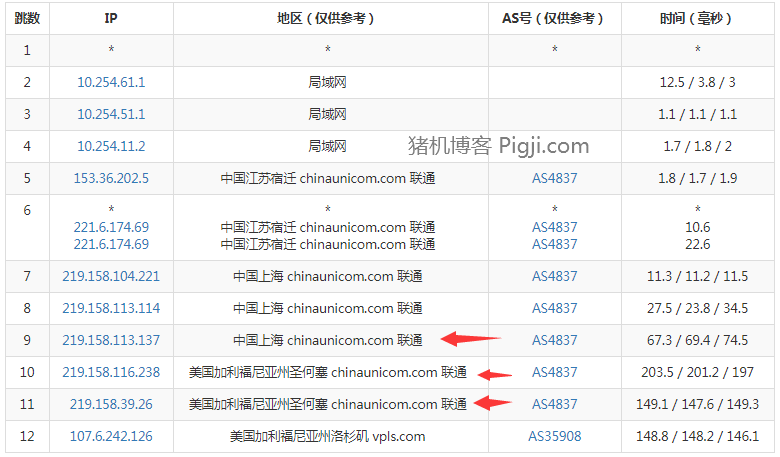 跳数 IP 地区（仅供参考） AS号（仅供参考） 时间（毫秒）
1 * * * *
2 10.254.61.1 局域网 12.5 / 3.8 / 3
3 10.254.51.1 局域网 1.1 / 1.1 / 1.1
4 10.254.11.2 局域网 1.7 / 1.8 / 2
猪机博客 Pigji.com
5 153.36.202.5 中国江苏宿迁 chinaunicom.com 联通 AS4837 1.8 / 1.7 / 1.9
6 * * * *
221.6.174.69 中国江苏宿迁 chinaunicom.com 联通 AS4837 10.6
221.6.174.69 中国江苏宿迁 chinaunicom.com 联通 AS4837 22.6
7 219.158.104.221 中国上海 chinaunicom.com 联通 AS4837 11.3 / 11.2 / 11.5
8 219.158.113.114 中国上海 chinaunicom.com 联通 AS4837 27.5 / 23.8 / 34.5
9 219.158.113.137 中国上海 chinaunicom.com 联通 AS4837 67.3 / 69.4 / 74.5
10 219.158.116.238 美国加利福尼亚州圣何塞 chinaunicom.com 联通 AS4837 203.5 / 201.2 / 197
11 219.158.39.26 美国加利福尼亚州圣何塞 chinaunicom.com 联通 AS4837 149.1 / 147.6 / 149.3
12 107.6.242.126 美国加利福尼亚州洛杉矶 vpls.com AS35908 148.8 / 148.2 / 146.1